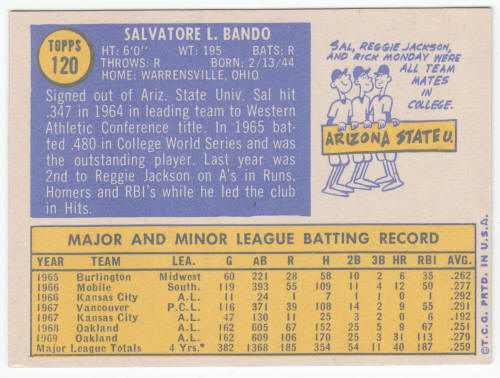 TOPPS
120
SALVATORE L. BANDO
HT: 6'0" WT: 195 BATS: R.
THROWS: R BORN: 2/13/44
HOME: WARRENSVILLE, OHIO
Signed out of Ariz. State Univ, Sal hit
.347 in 1964 in leading team to Western
Athletic Conference title. In 1965 bat-
ted .480 in College World Series and was
the outstanding player. Last year was
2nd to Reggie Jackson on A's in Runs,
Homers and RBI's while he led the club
in Hits.
SAL, REGGIE JACKSON,
AND RICK MONDAY WERE
ALL TEAM
MATES
IN
COLLEGE.
ARIZONA STATE U.
MAJOR AND MINOR LEAGUE BATTING RECORD
YEAR TEAM LEA. G AB R H 2B 3B HR RBI AVG.
1965 Burlington Midwest 60 221 28 58 10 2 6 35 .262
1966 Mobile South. 119 393 55 109 11 4 12 50 .277
1966 Kansas City A.L. 11 24 1 7 1 1 0 1 .292
1967 Vancouver P.C.L. 116 371 39 108 14 2 9 55 .291
1967 Kansas City A.L. 47 130 11 25 3 2 0 6 .192
1968 Oakland A.L. 162 605 67 152 25 5 9 67 .251
1969 Oakland A.L. 162 609 106 171 25 3 31 113 .281
Major League Totals 4 Yrs.* 382 1368 185 354 54 11 40 187 .259
© T.C.G. PRTD. IN U.S.A.